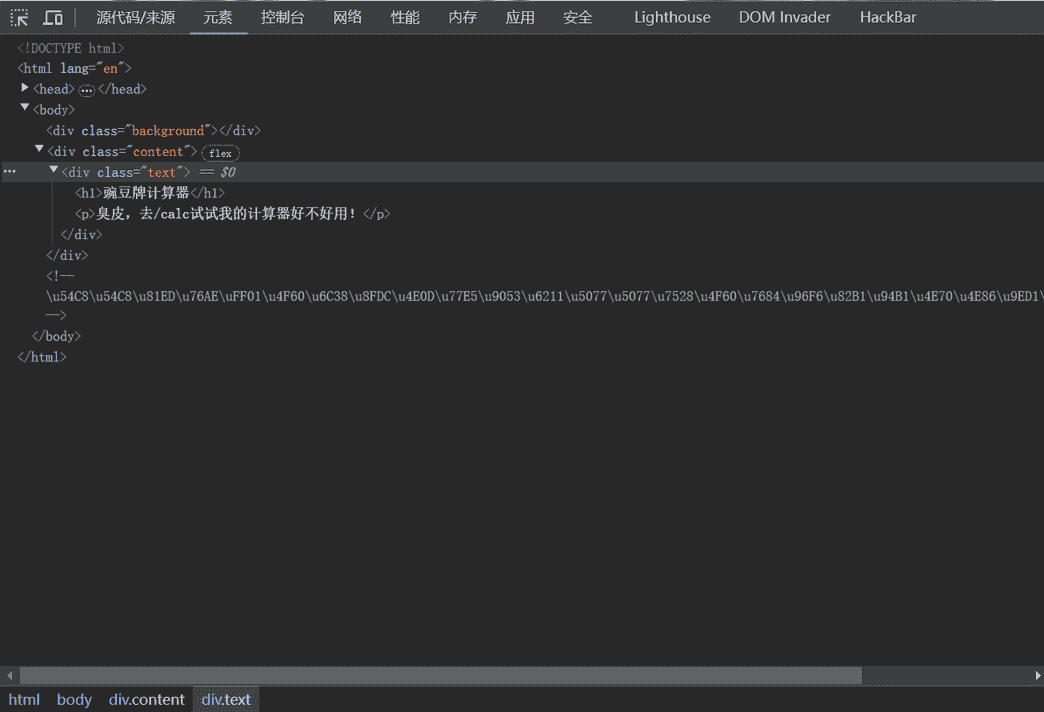 源代码/来源 元素 控制台 网络 性能 内存 应用 安全 Lighthouse DOM Invader HackBar
<!DOCTYPE html>
<html lang="en">
<head>…</head>
<body>
<div class="background"></div>
<div class="content"> flex
… <div class="text"> == $0
<h1>豌豆牌计算器</h1>
<p>臭皮，去/calc试试我的计算器好不好用！</p>
</div>
</div>
<!--
\u54C8\u54C8\u81ED\u76AE\uFF01\u4F60\u6C38\u8FDC\u4E0D\u77E5\u9053\u6211\u5077\u5077\u7528\u4F60\u7684\u96F6\u82B1\u94B1\u4E70\u4E86\u9ED1\
-->
</body>
</html>
html body div.content div.text